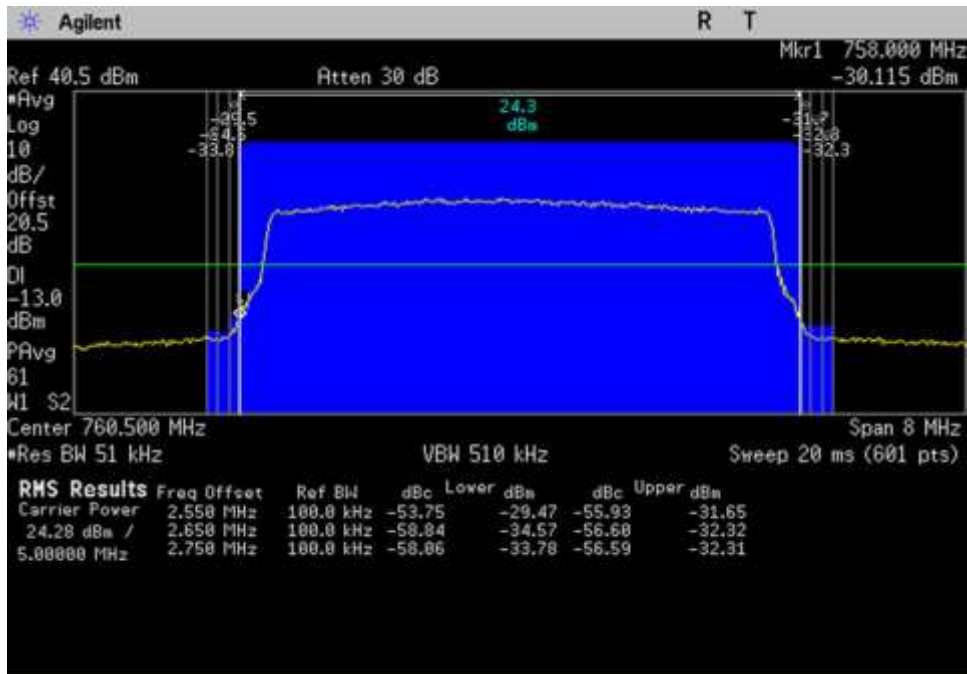 Agilent R T
Mkr1 758.000 MHz
Ref 40.5 dBm Atten 30 dB -30.115 dBm
*Avg
Log
10
dB/
Offst
20.5
dB
DI
-13.0
dBm
PAvg
61
W1 S2
24.3
dBm
-29.5
-33.8
-32.3
Center 760.500 MHz Span 8 MHz
*Res BW 51 kHz VBW 510 kHz Sweep 20 ms (601 pts)
RMS Results Freq Offset Ref BW dBc Lower dBm dBc Upper dBm
Carrier Power 2.550 MHz 100.0 kHz -53.75 -29.47 -55.93 -31.65
24.28 dBm / 2.650 MHz 100.0 kHz -58.84 -34.57 -56.60 -32.32
5.00000 MHz 2.750 MHz 100.0 kHz -58.06 -33.78 -56.59 -32.31